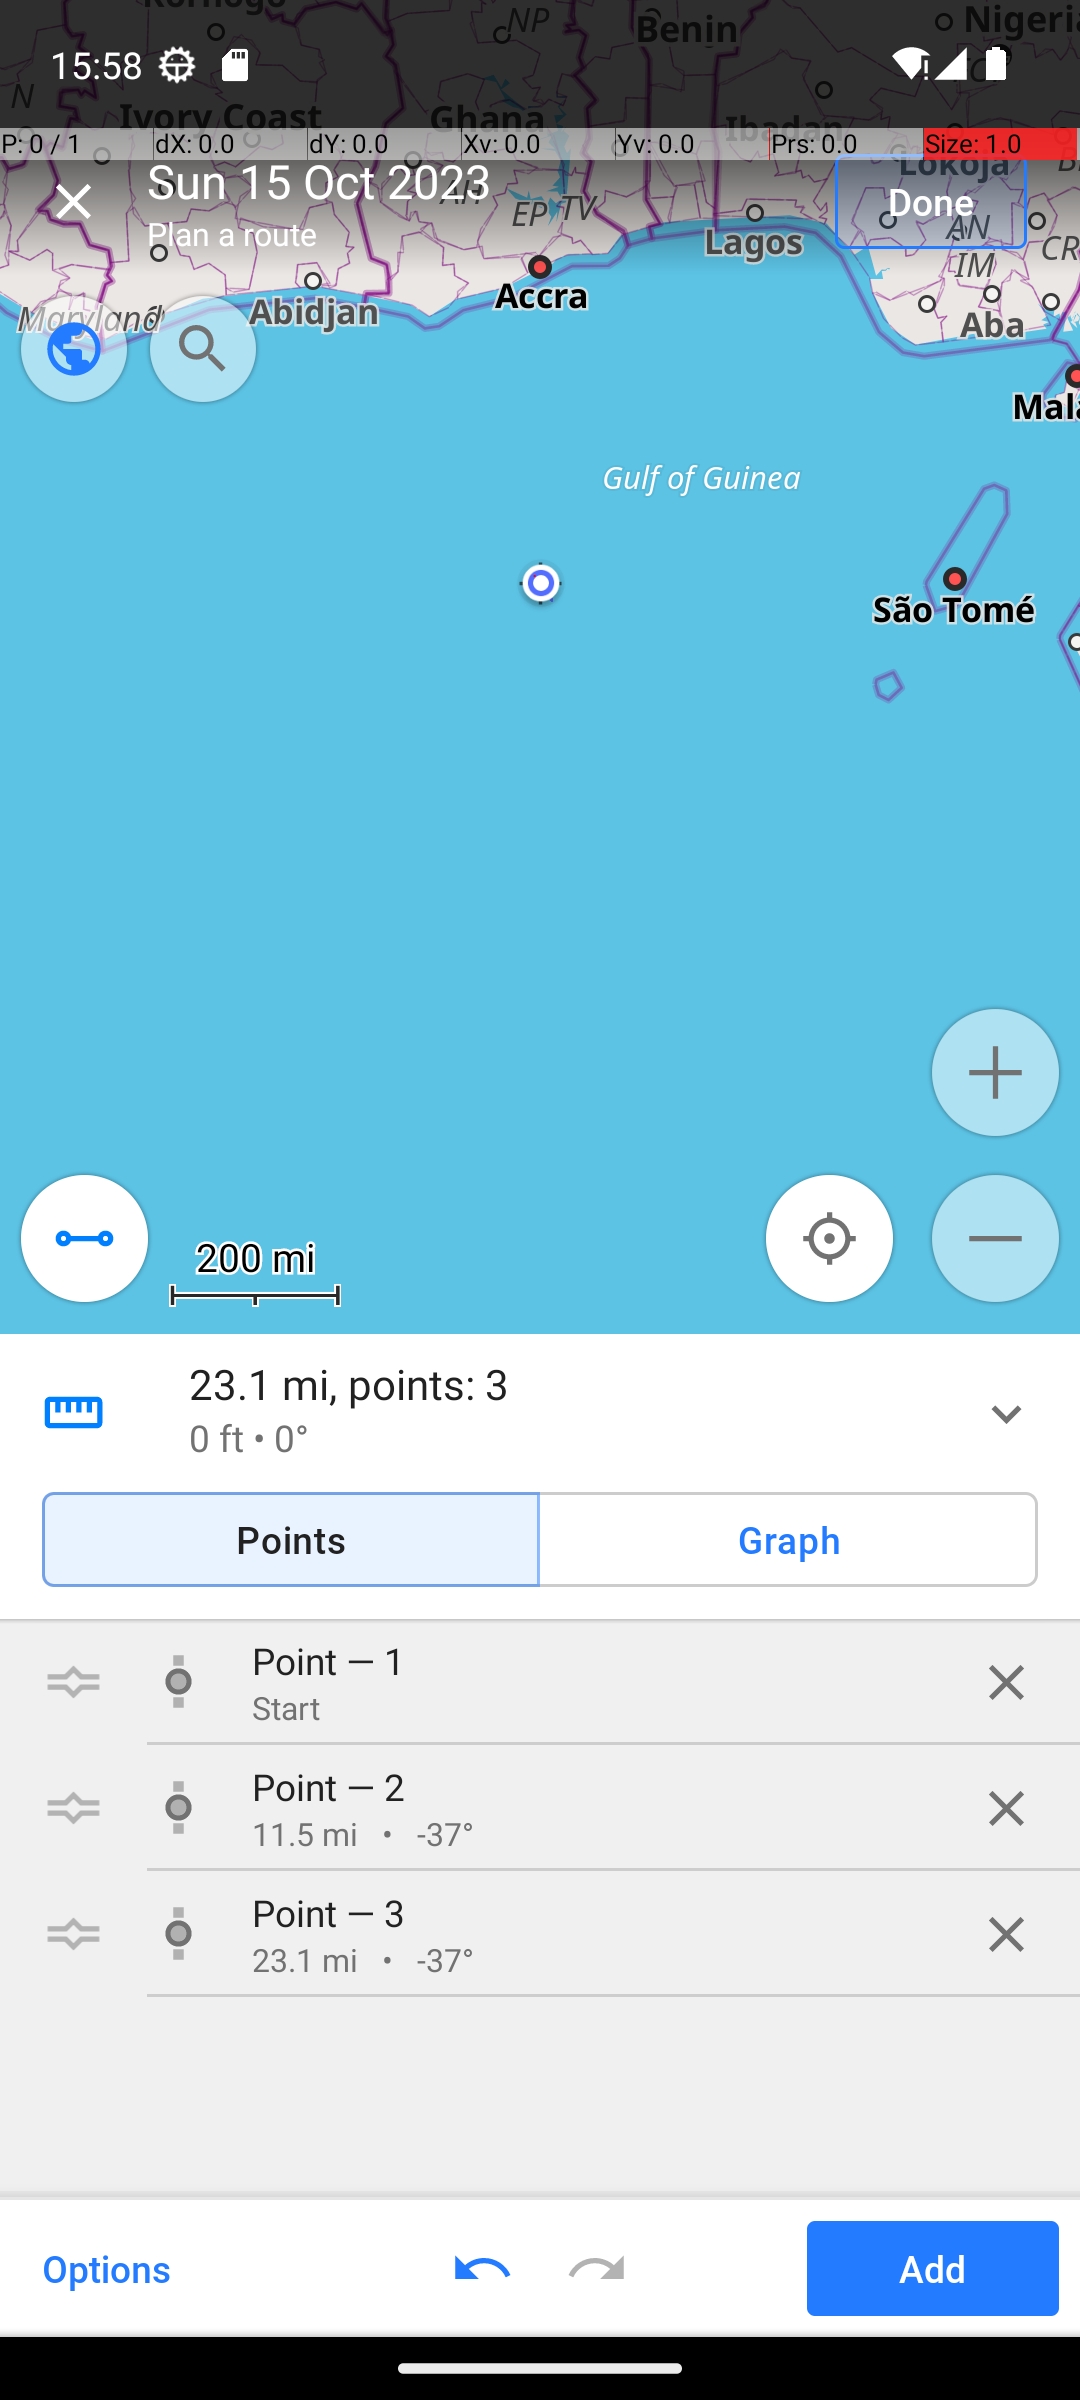 Korhogo
NP
Benin
Nigeri
15:58
N
Ivory Coast
Ghana
Ibadan
P: 0 / 1
dX: 0.0
dY: 0.0
Xv: 0.0
Yv: 0.0
Prs: 0.0
Size: 1.0
Sun 15 Oct 2023
Plan a route
AH
EP
TV
Lokoja
Done
AN
CR
IM
Lagos
Accra
Abidjan
Maryland
Aba
Mala
Gulf of Guinea
São Tomé
200 mi
23.1 mi, points: 3
0 ft • 0°
Points
Graph
Point — 1
Start
Point — 2
11.5 mi • -37°
Point — 3
23.1 mi • -37°
Options
Add